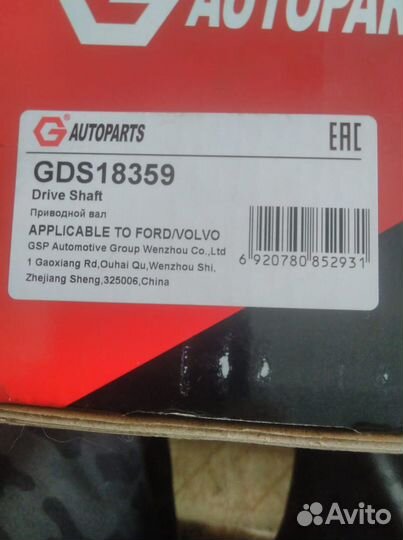 G AUTOPARTS
G® AUTOPARTS
EAC
GDS18359
Drive Shaft
Приводной вал
APPLICABLE TO FORD/VOLVO
GSP Automotive Group Wenzhou Co.,Ltd
1 Gaoxiang Rd,Ouhai Qu,Wenzhou Shi,
Zhejiang Sheng,325006,China
6 920780 852931
Avito